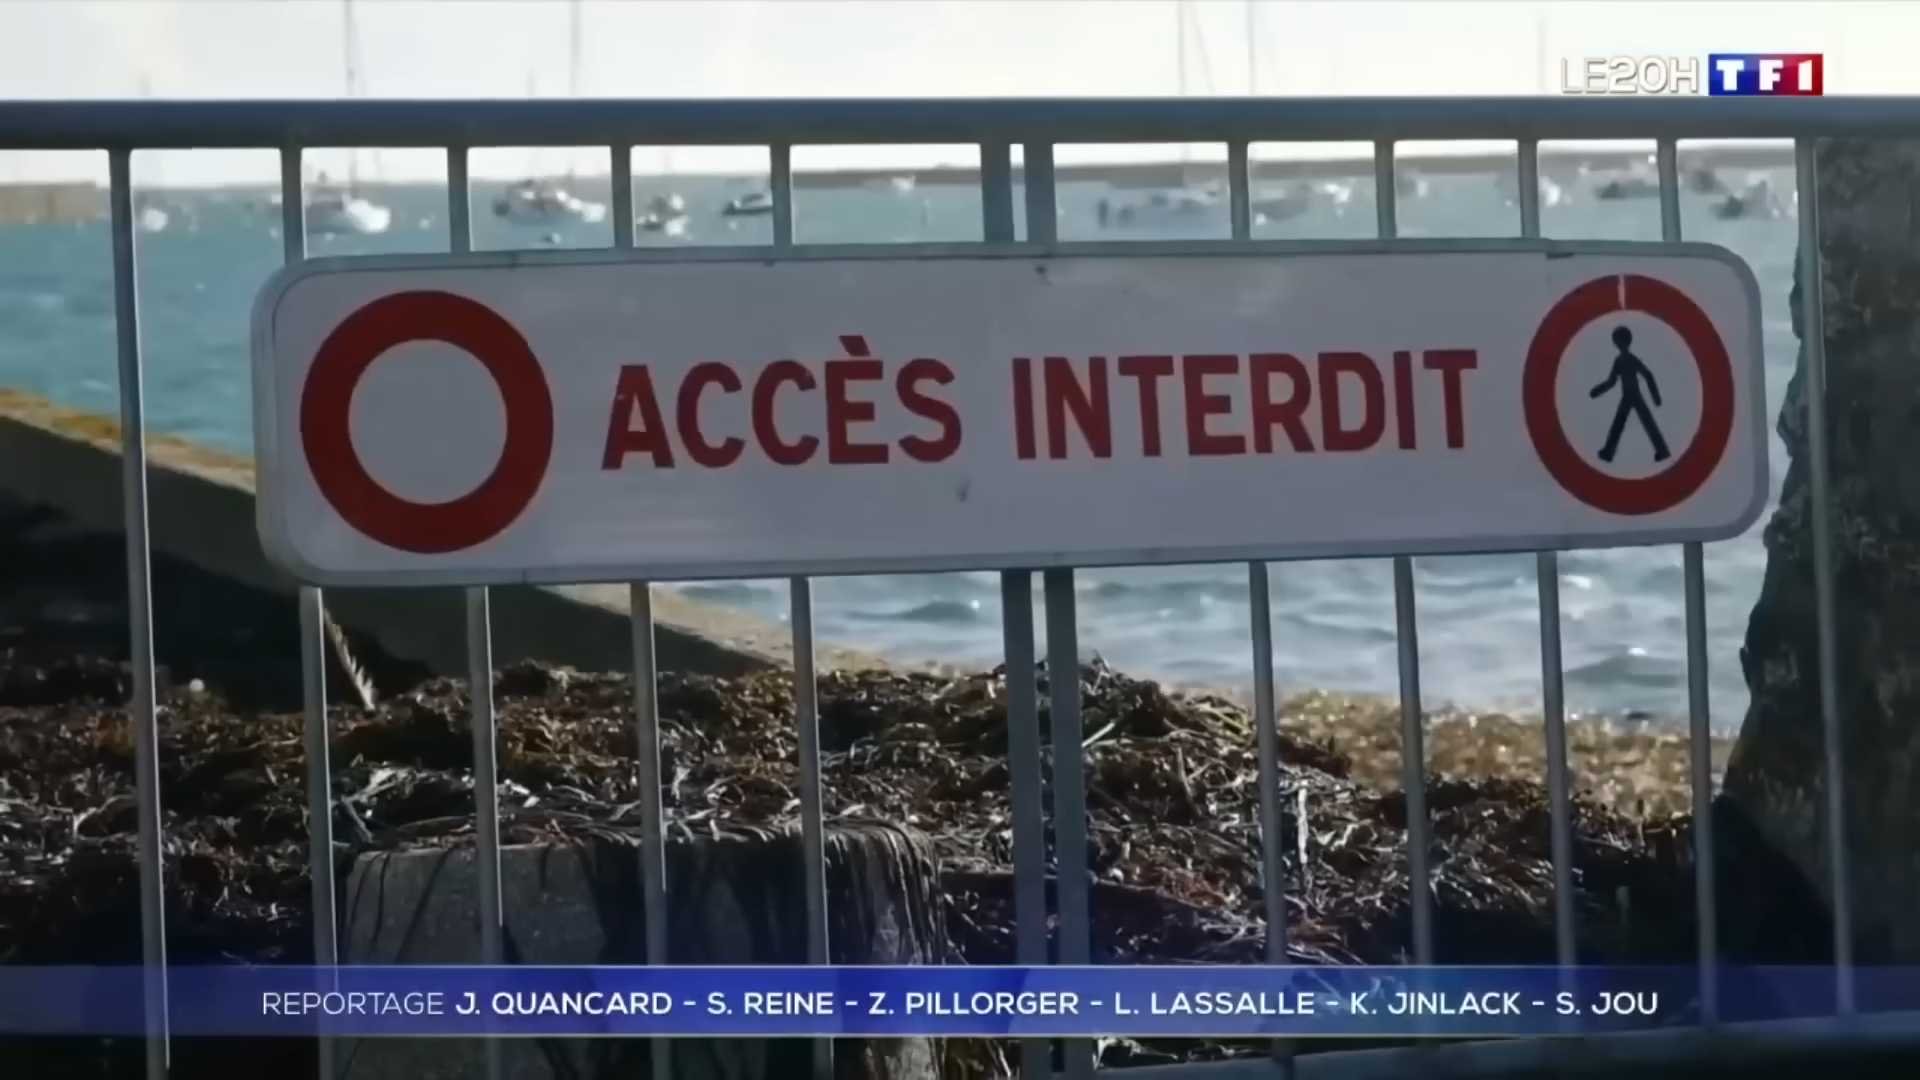 LE20H TF1
ACCÈS INTERDIT
REPORTAGE J. QUANCARD - S. REINE - Z. PILLORGER - L. LASSALLE - K. JINLACK - S. JOU